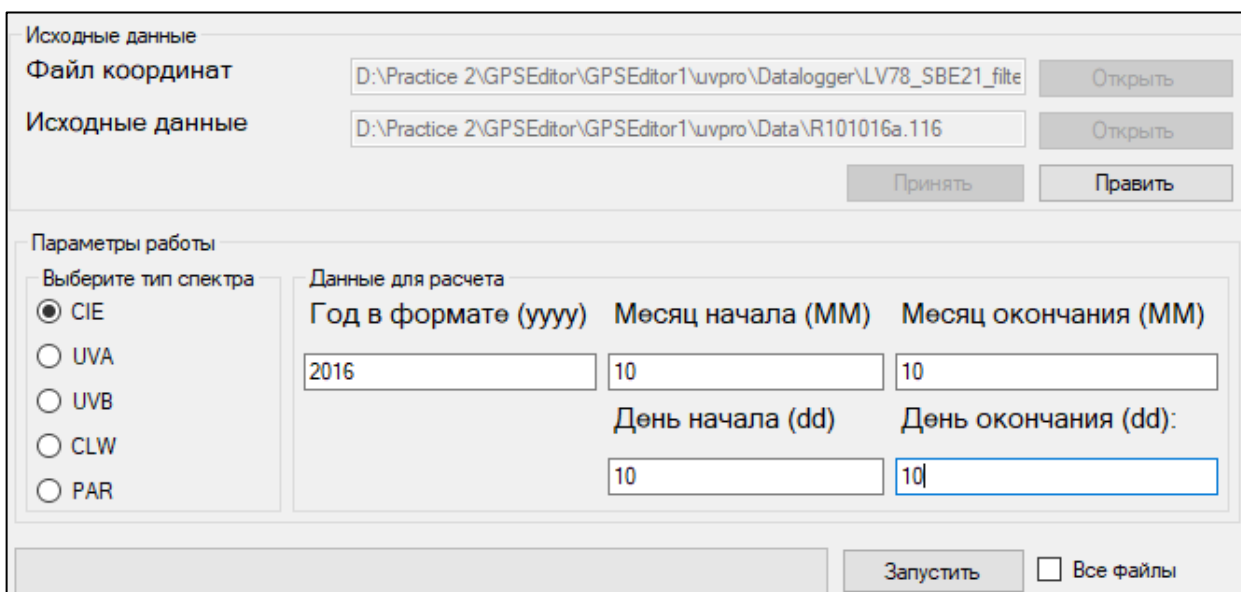 Исходные данные
Файл координат D:\Practice 2\GPSEditor\GPSEditor1\uvpro\Datalogger\LV78_SBE21_filte Открыть
Исходные данные D:\Practice 2\GPSEditor\GPSEditor1\uvpro\Data\R101016a.116 Открыть
Принять Править
Параметры работы
Выберите тип спектра Данные для расчета
CIE Год в формате (yyyy) Месяц начала (MM) Месяц окончания (MM)
UVA 2016 10 10
UVB День начала (dd) День окончания (dd):
CLW
PAR 10 10
Запустить Все файлы